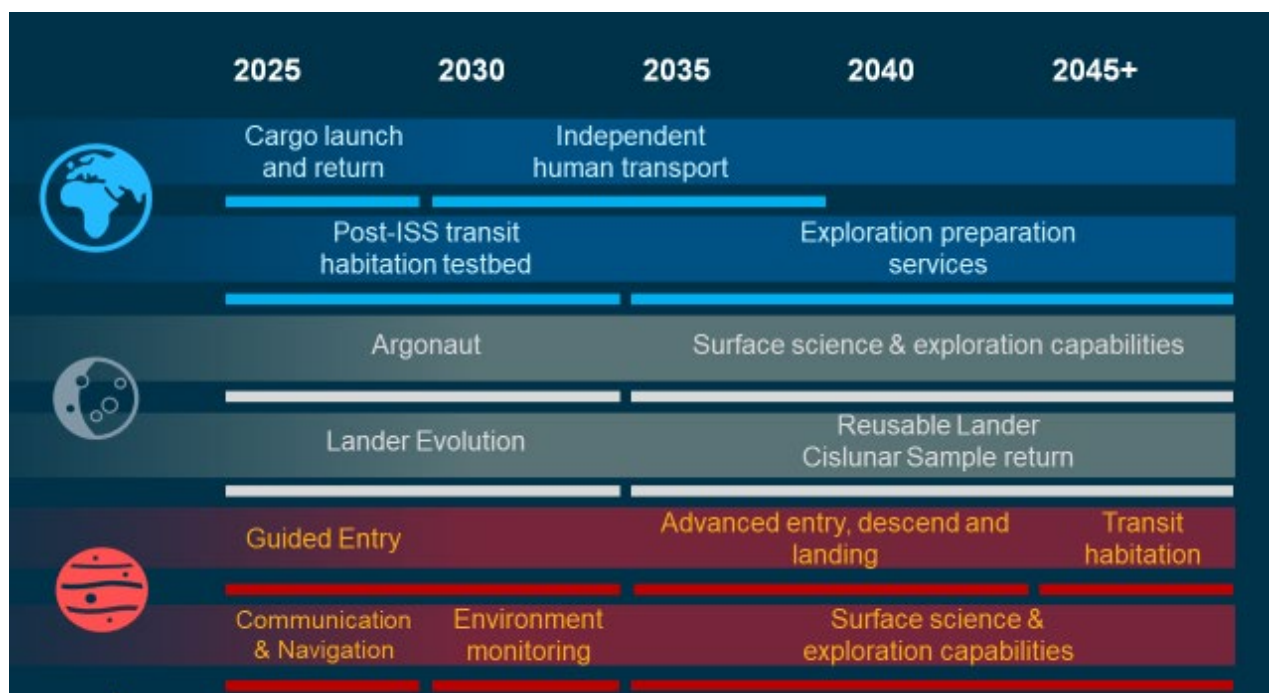 2025 2030 2035 2040 2045+
Cargo launch
and return
Independent
human transport
Post-ISS transit
habitation testbed
Exploration preparation
services
Argonaut
Surface science & exploration capabilities
Lander Evolution
Reusable Lander
Cislunar Sample return
Guided Entry
Advanced entry, descend and
landing
Transit
habitation
Communication
& Navigation
Environment
monitoring
Surface science &
exploration capabilities